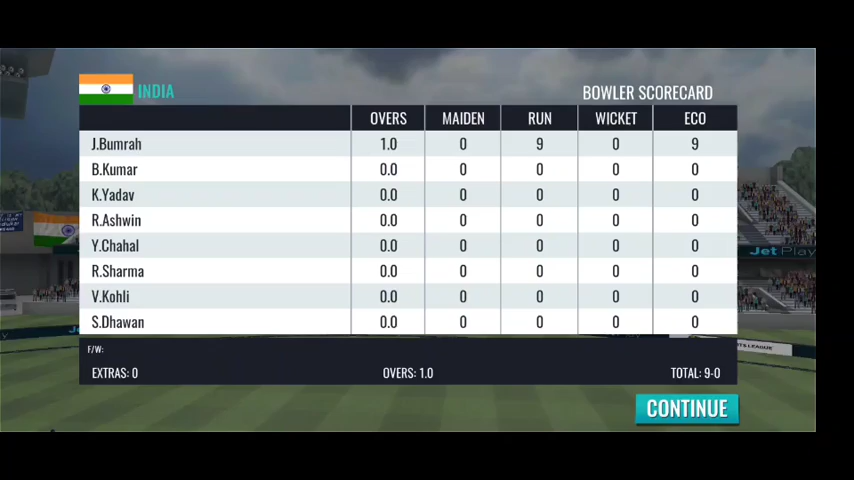 INDIA
BOWLER SCORECARD
OVERS MAIDEN RUN WICKET ECO
J.Bumrah 1.0 0 9 0 9
B.Kumar 0.0 0 0 0 0
K.Yadav 0.0 0 0 0 0
R.Ashwin 0.0 0 0 0 0
Y.Chahal 0.0 0 0 0 0
R.Sharma 0.0 0 0 0 0
V.Kohli 0.0 0 0 0 0
S.Dhawan 0.0 0 0 0 0
Jet Play
LEAGUE
F/W:
EXTRAS: 0 OVERS: 1.0 TOTAL: 9-0
CONTINUE